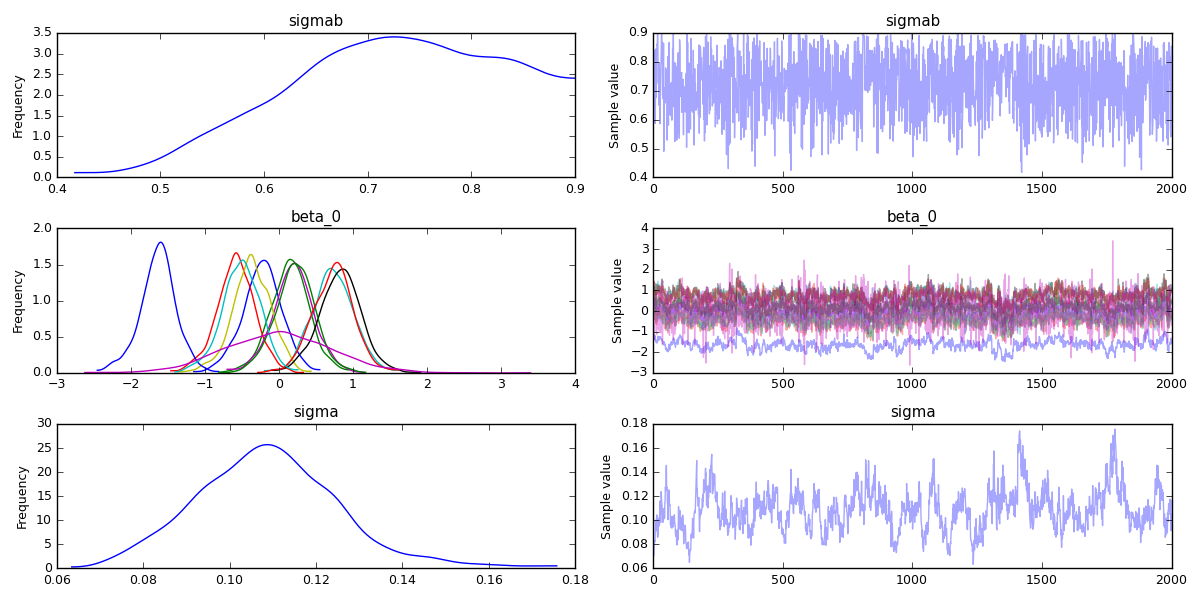 sigmab
Frequency
3.5
3.0
2.5
2.0
1.5
1.0
0.5
0.0
0.4 0.5 0.6 0.7 0.8 0.9
sigmab
Sample value
0.9
0.8
0.7
0.6
0.5
0.4
0 500 1000 1500 2000
beta_0
Frequency
2.0
1.5
1.0
0.5
0.0
−3 −2 −1 0 1 2 3 4
beta_0
Sample value
4
3
2
1
0
−1
−2
−3
0 500 1000 1500 2000
sigma
Frequency
30
25
20
15
10
5
0
0.06 0.08 0.10 0.12 0.14 0.16 0.18
sigma
Sample value
0.18
0.16
0.14
0.12
0.10
0.08
0.06
0 500 1000 1500 2000